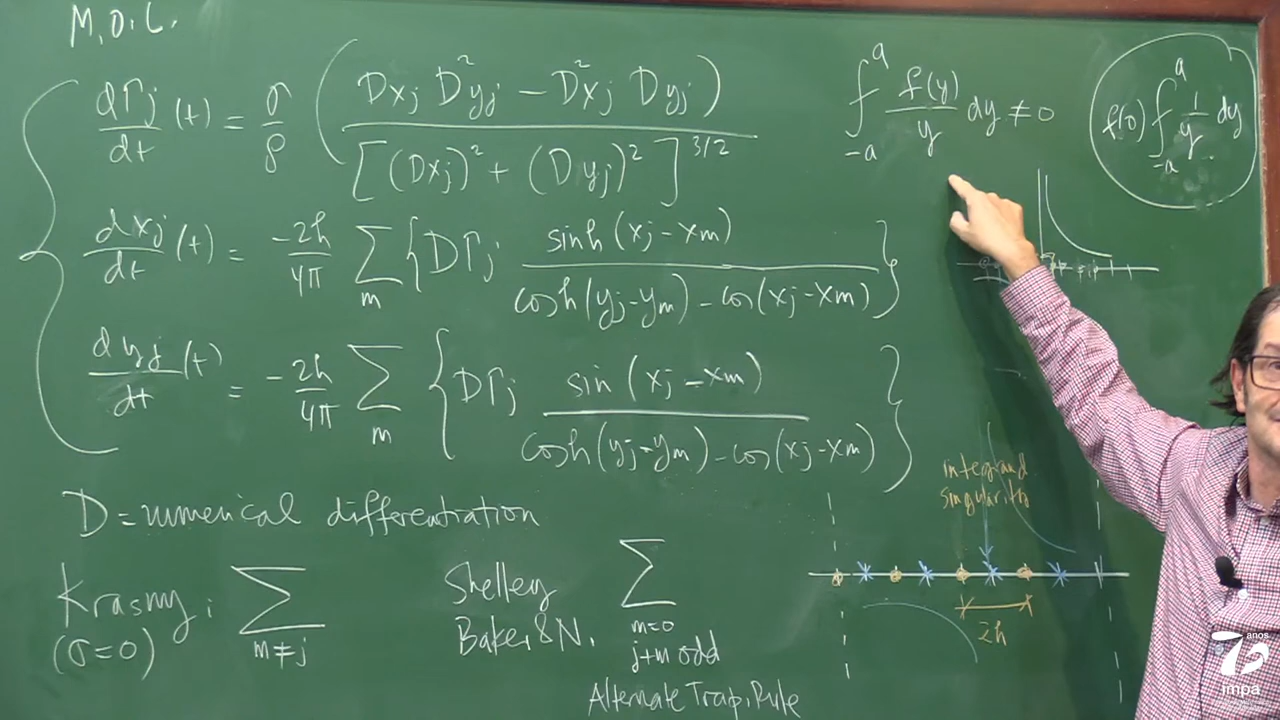 M.O.L.
dΓj/dt (t) = σ/ρ ( (Dxj D²yj − D²xj Dyj) / [(Dxj)² + (Dyj)²]^3/2 )
dxj/dt (t) = −2h/4π Σ_m { DΓj sinh(xj − xm) / cosh(yj − ym) − cos(xj − xm) }
dyj/dt (t) = −2h/4π Σ_m { DΓj sin(xj − xm) / cosh(yj − ym) − cos(xj − xm) }
D = numerical differentiation
Krasny: Σ m≠j
(σ=0)
Shelley
Baker & N.
Σ m=0
j+m odd
Alternate Trap. Rule
∫_{-a}^{a} f(y)/y dy ≠ 0
f(0) ∫_{-a}^{a} 1/y dy
integrand
singularity
2h
anos
impa